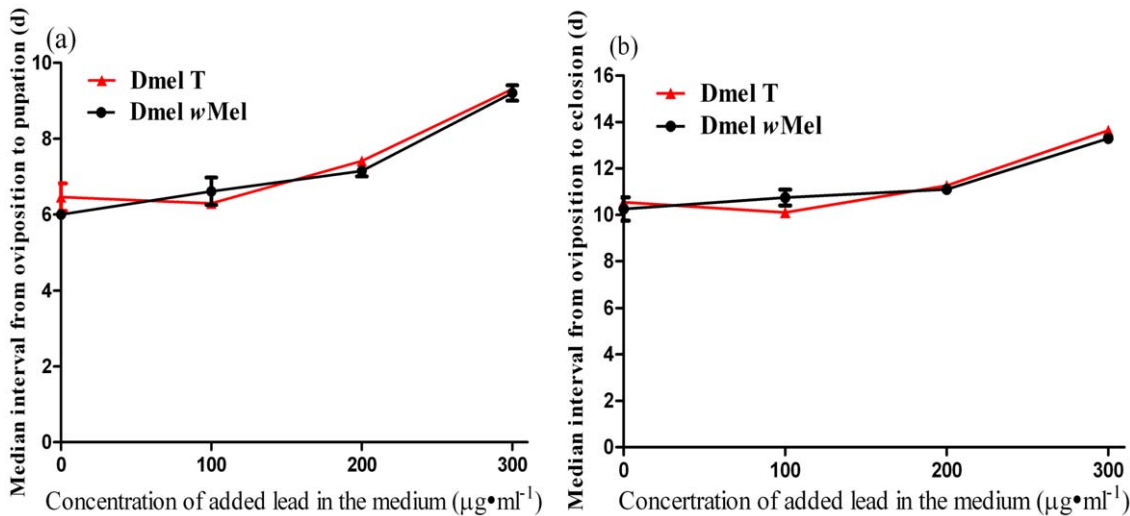 (a)
Median interval from oviposition to pupation (d)
Dmel T
Dmel wMel
10
8
6
4
2
0
0 100 200 300
Concentration of added lead in the medium (μg•ml⁻¹)
(b)
Median interval from oviposition to eclosion (d)
Dmel T
Dmel wMel
16
14
12
10
8
6
4
2
0
0 100 200 300
Concertration of added lead in the medium (μg•ml⁻¹)